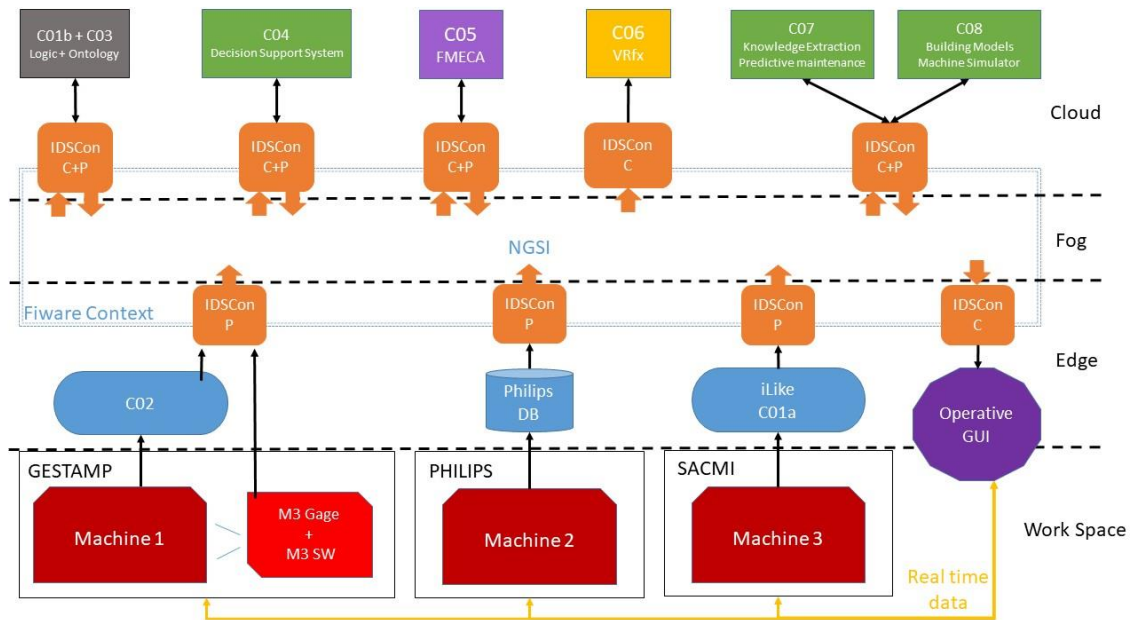 C01b + C03
Logic + Ontology
C04
Decision Support System
C05
FMECA
C06
VRfx
C07
Knowledge Extraction
Predictive maintenance
C08
Building Models
Machine Simulator
Cloud
IDSCon
C+P
IDSCon
C+P
IDSCon
C+P
IDSCon
C
IDSCon
C+P
Fog
NGSI
Fiware Context
IDSCon
P
IDSCon
P
IDSCon
P
IDSCon
C
Edge
C02
Philips
DB
iLike
C01a
Operative
GUI
GESTAMP
PHILIPS
SACMI
Machine 1
M3 Gage
+
M3 SW
Machine 2
Machine 3
Work Space
Real time
data